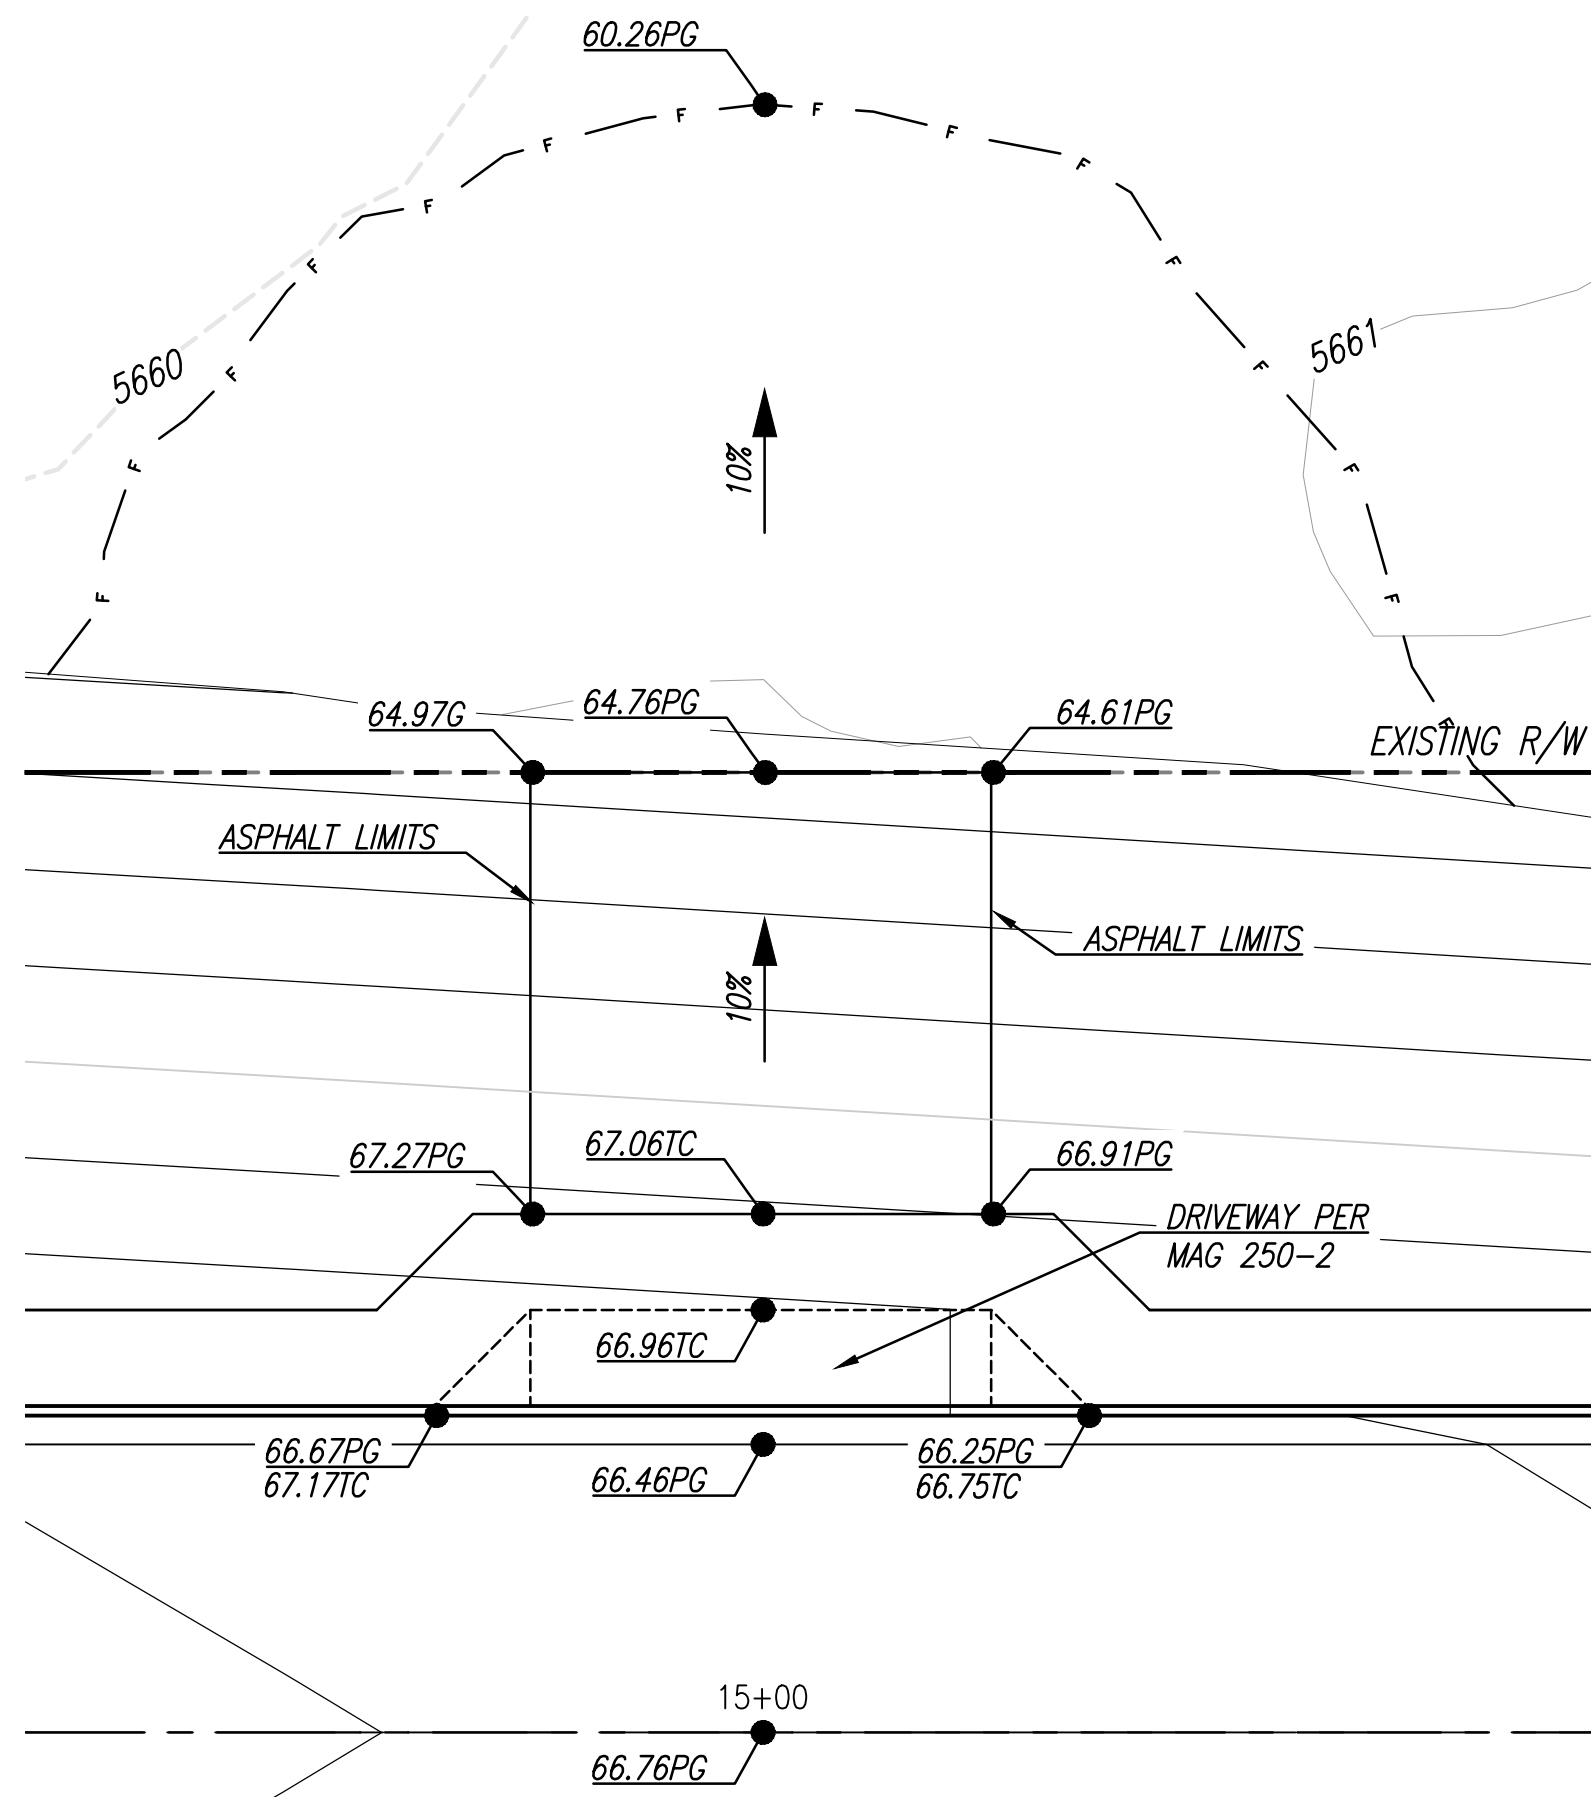 60.26PG
F
F
F
F
F
F
F
F
F
F
5660
5661
F
F
F
10%
F
F
64.97G
64.76PG
64.61PG
F
EXISTING R/W
ASPHALT LIMITS
ASPHALT LIMITS
10%
67.27PG
67.06TC
66.91PG
DRIVEWAY PER
MAG 250-2
66.96TC
66.67PG
67.17TC
66.46PG
66.25PG
66.75TC
15+00
66.76PG